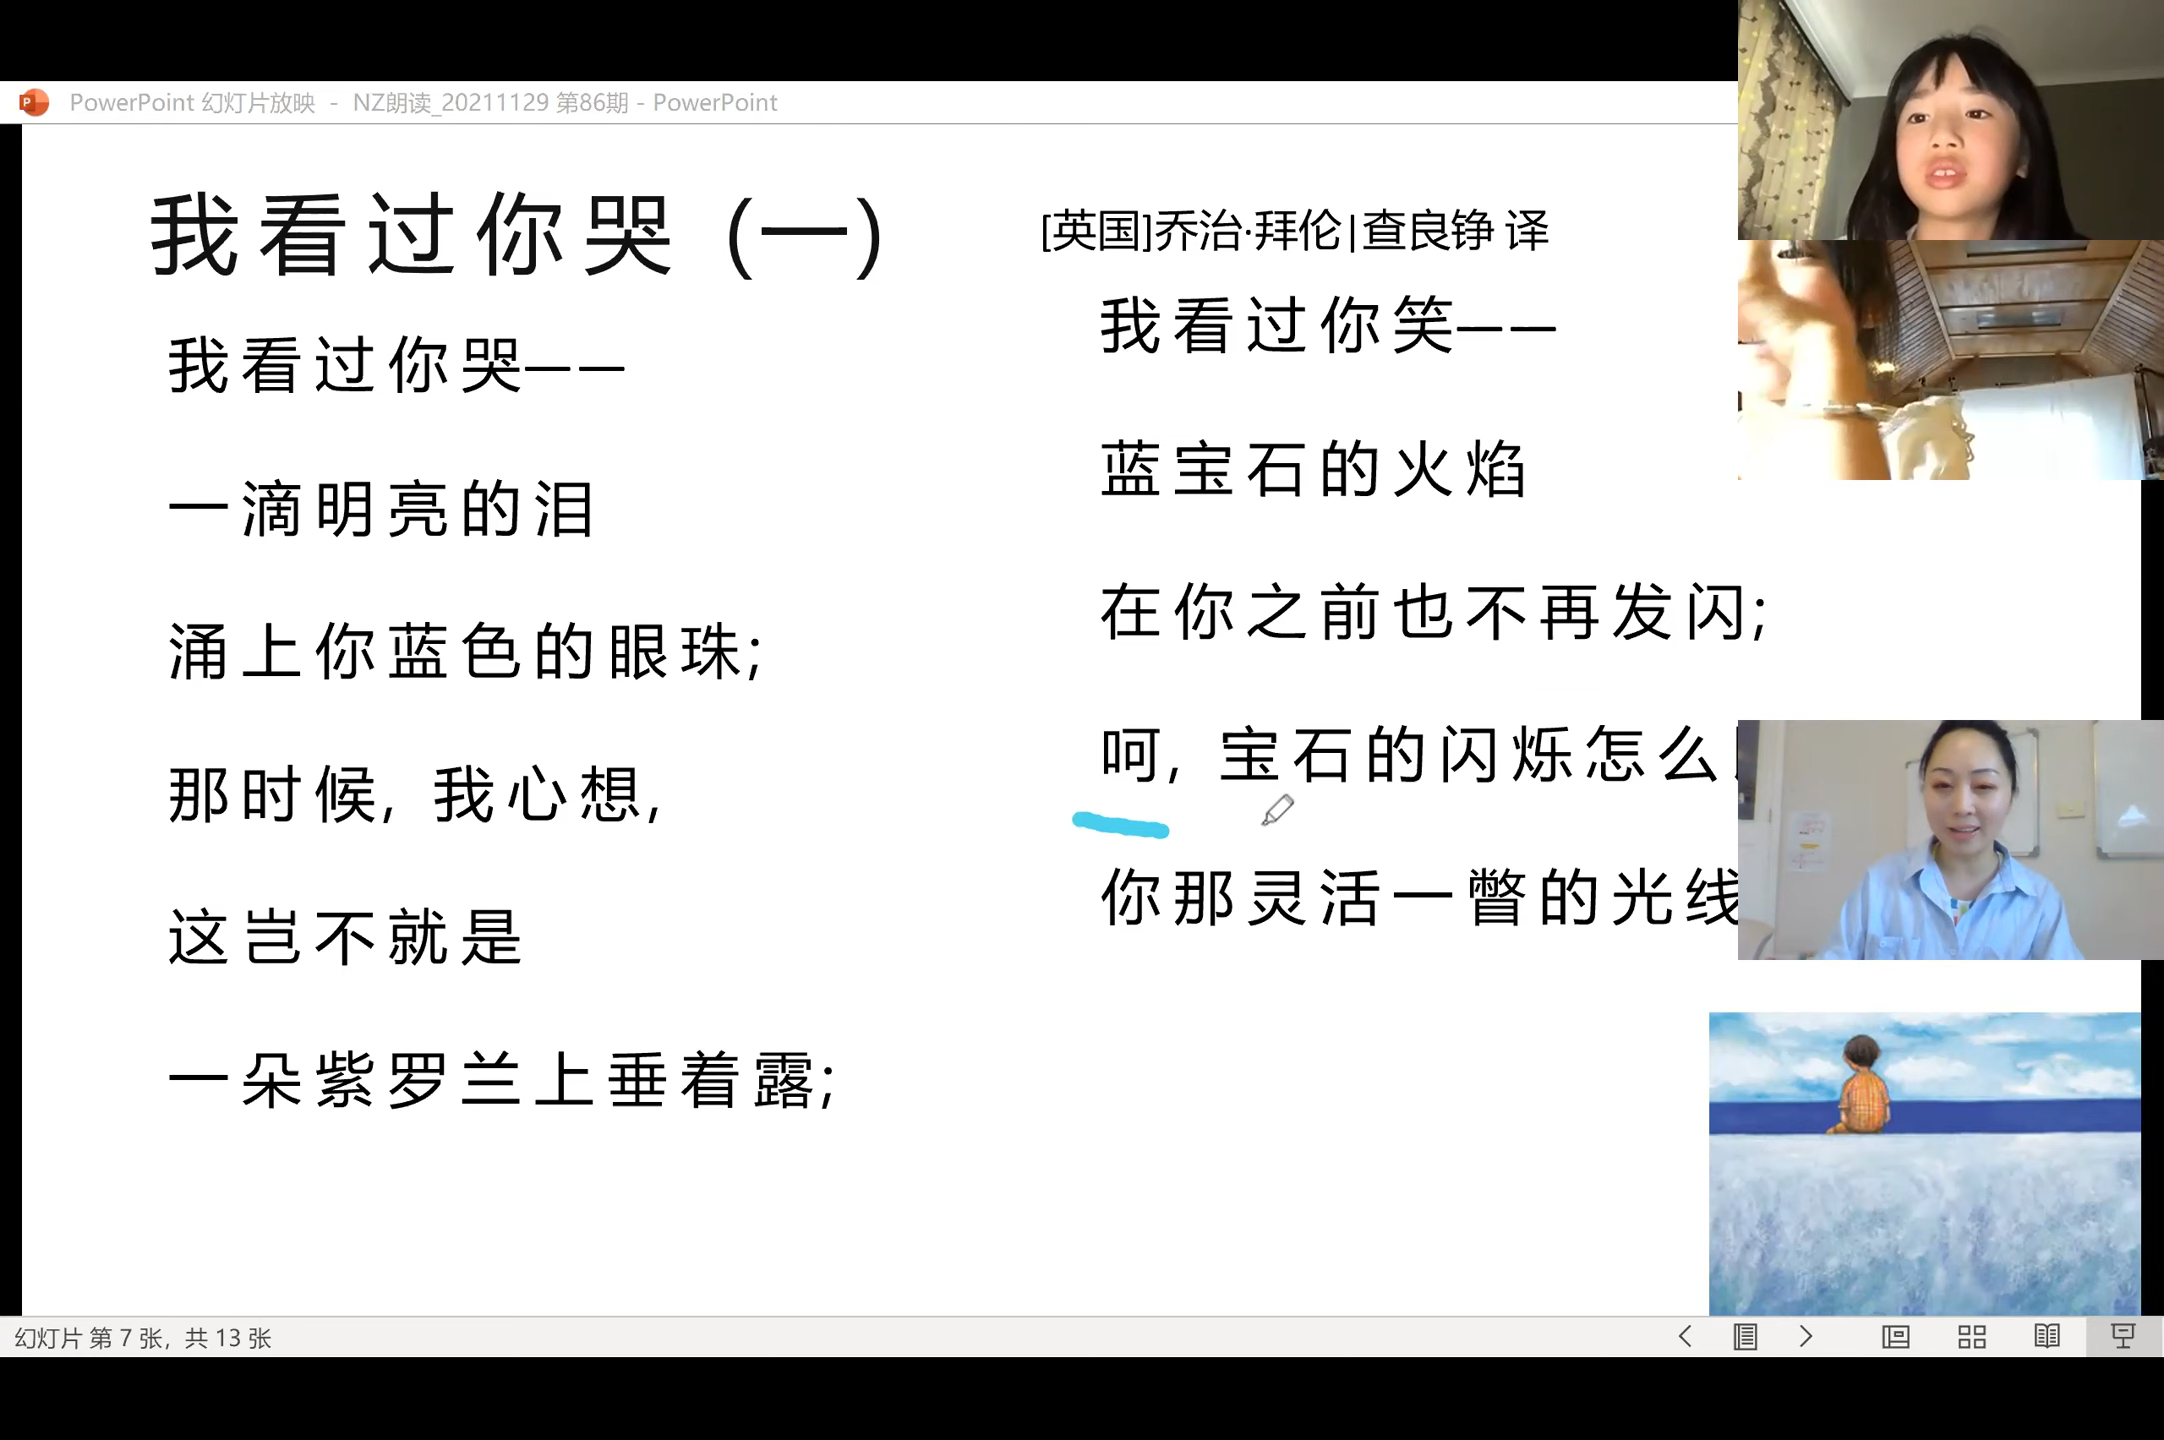 PowerPoint 幻灯片放映 - NZ朗读_20211129 第86期 - PowerPoint
我看过你哭 (一)
[英国]乔治·拜伦|查良铮 译
我看过你哭——
一滴明亮的泪
涌上你蓝色的眼珠;
那时候, 我心想,
这岂不就是
一朵紫罗兰上垂着露;
我看过你笑——
蓝宝石的火焰
在你之前也不再发闪;
呵, 宝石的闪烁怎么
你那灵活一瞥的光线
幻灯片 第 7 张, 共 13 张